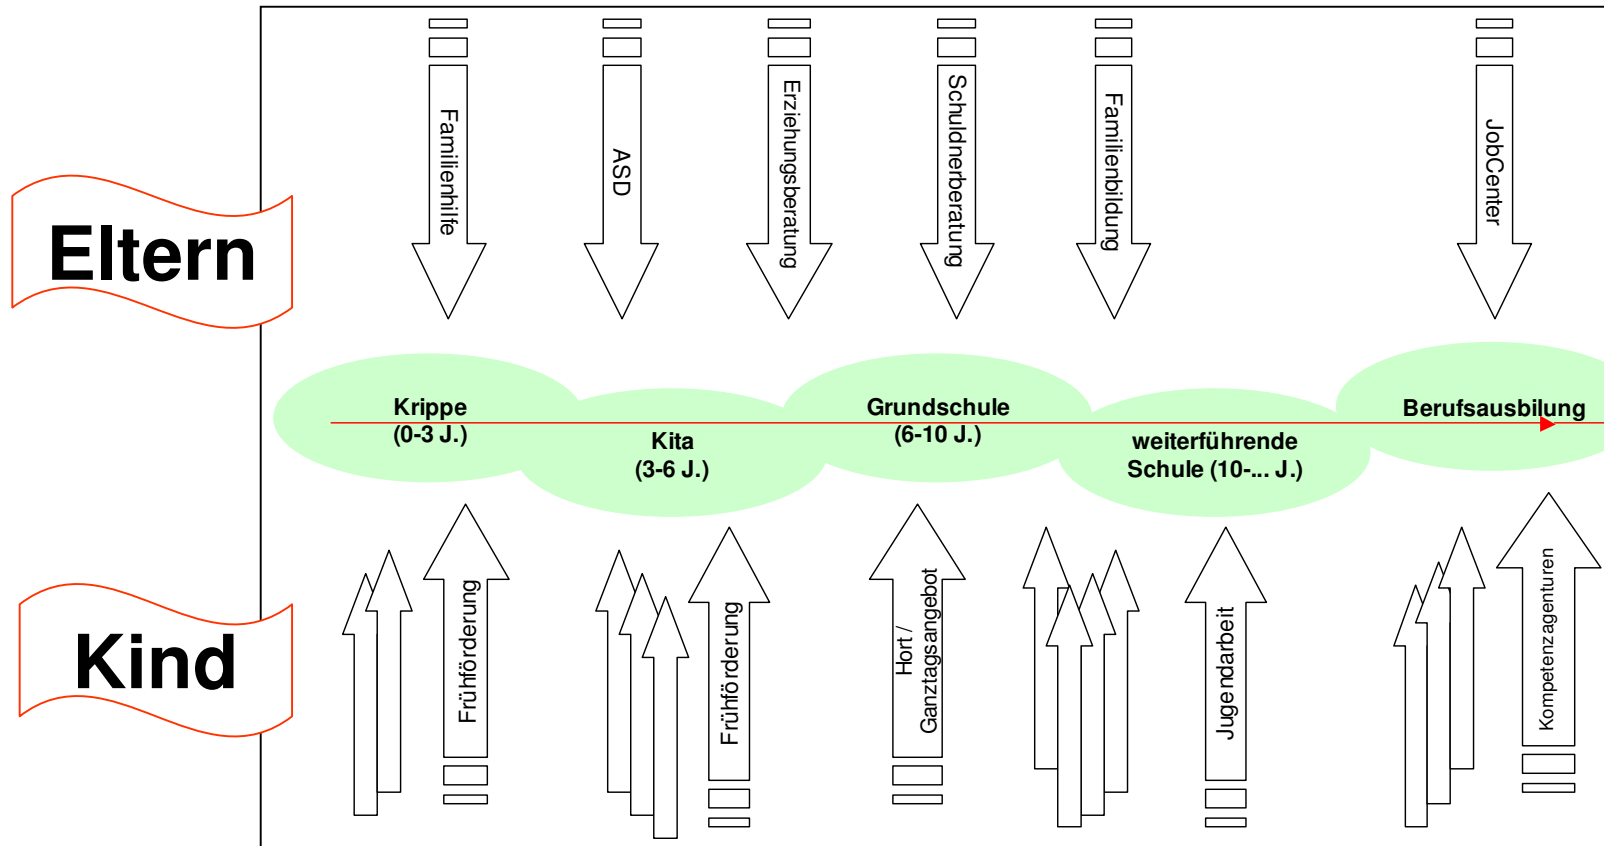 Familienhilfe
ASD
Erziehungsberatung
Schuldnerberatung
Familienbildung
JobCenter
Eltern
Krippe
(0-3 J.)
Kita
(3-6 J.)
Grundschule
(6-10 J.)
weiterführende
Schule (10-... J.)
Berufsausbilung
Kind
Frühförderung
Frühförderung
Hort /
Ganztagsangebot
Jugendarbeit
Kompetenzagenturen